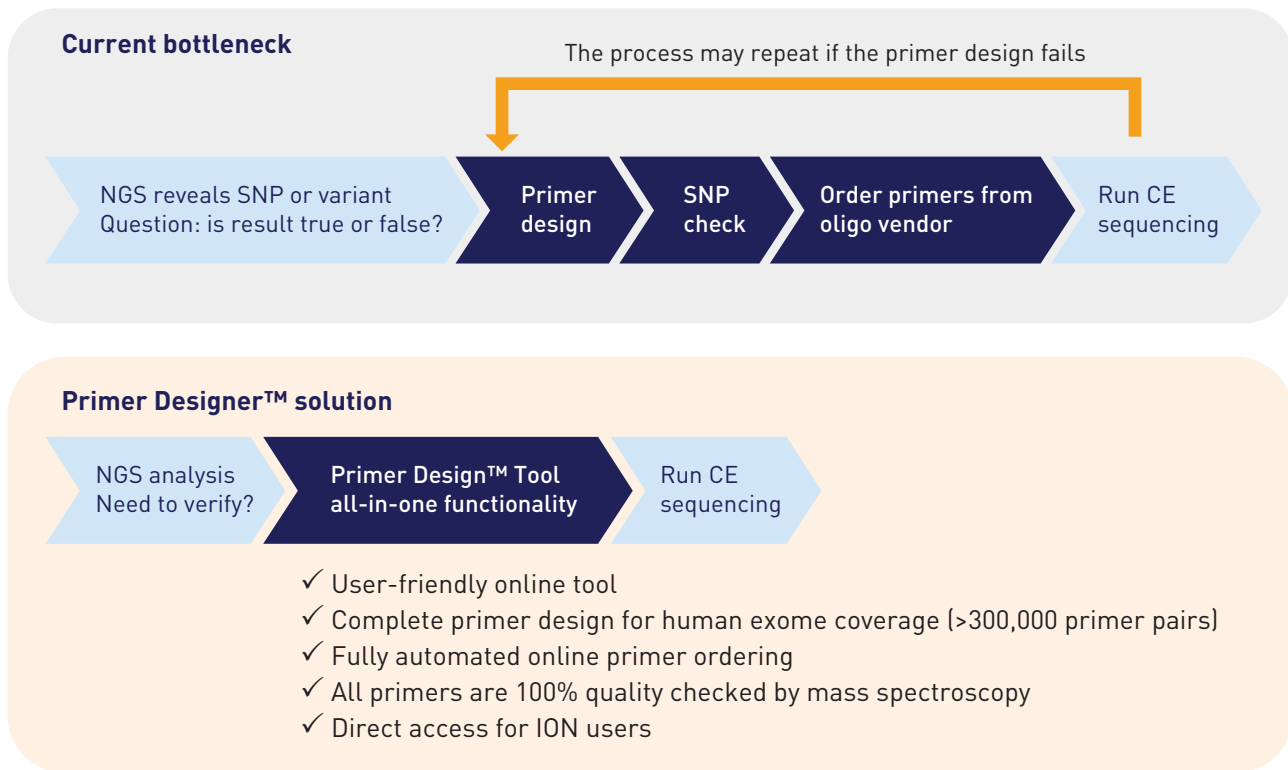 Current bottleneck
The process may repeat if the primer design fails
NGS reveals SNP or variant
Question: is result true or false?
Primer
design
SNP
check
Order primers from
oligo vendor
Run CE
sequencing
Primer Designer™ solution
NGS analysis
Need to verify?
Primer Design™ Tool
all-in-one functionality
Run CE
sequencing
✓ User-friendly online tool
✓ Complete primer design for human exome coverage (>300,000 primer pairs)
✓ Fully automated online primer ordering
✓ All primers are 100% quality checked by mass spectroscopy
✓ Direct access for ION users